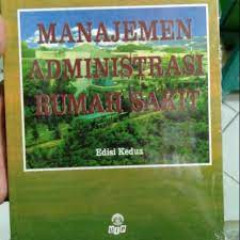 MANAJEMEN
ADMINISTRASI
RUMAH SAKIT
Edisi Kedua